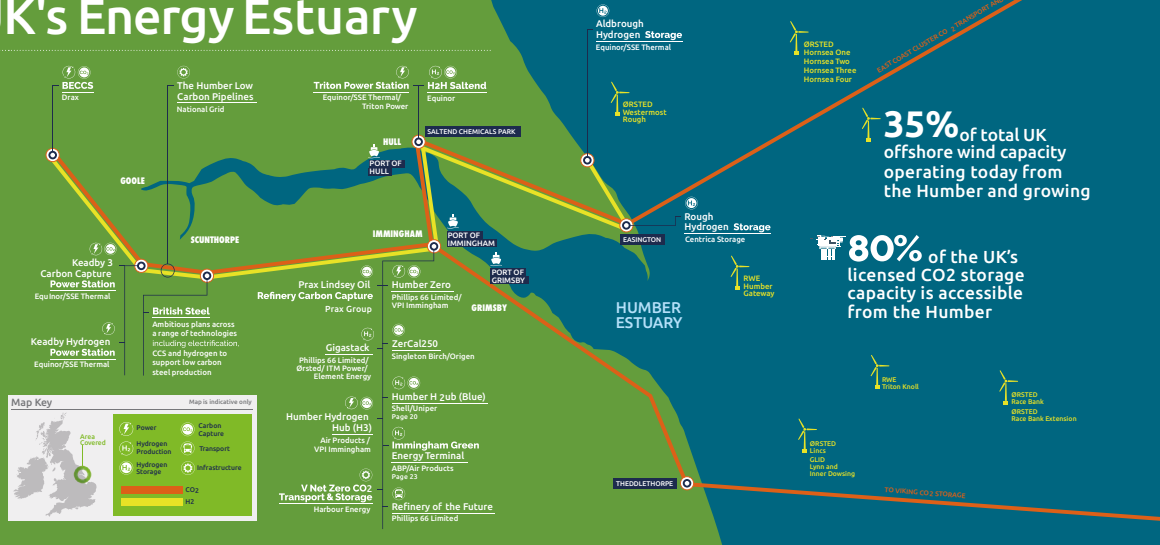 UK's Energy Estuary
BECCS
Drax
The Humber Low
Carbon Pipelines
National Grid
Triton Power Station
Equinor/SSE Thermal/
Triton Power
H2H Saltend
Equinor
Aldbrough
Hydrogen Storage
Equinor/SSE Thermal
ØRSTED
Hornsea One
Hornsea Two
Hornsea Three
Hornsea Four
EAST COAST CLUSTER CO 2 TRANSPORT AND
ØRSTED
Westermost
Rough
35% of total UK
offshore wind capacity
operating today from
the Humber and growing
SALTEND CHEMICALS PARK
HULL
PORT OF
HULL
GOOLE
SCUNTHORPE
IMMINGHAM
PORT OF
IMMINGHAM
PORT OF
GRIMSBY
GRIMSBY
EASINGTON
Rough
Hydrogen Storage
Centrica Storage
80% of the UK's
licensed CO2 storage
capacity is accessible
from the Humber
RWE
Humber
Gateway
HUMBER
ESTUARY
Keadby 3
Carbon Capture
Power Station
Equinor/SSE Thermal
Keadby Hydrogen
Power Station
Equinor/SSE Thermal
British Steel
Ambitious plans across
a range of technologies
including electrification,
CCS and hydrogen to
support low carbon
steel production
Prax Lindsey Oil
Refinery Carbon Capture
Prax Group
Humber Zero
Phillips 66 Limited/
VPI Immingham
Gigastack
Phillips 66 Limited/
Ørsted/ ITM Power/
Element Energy
ZerCal250
Singleton Birch/Origen
Humber H 2ub (Blue)
Shell/Uniper
Page 20
Humber Hydrogen
Hub (H3)
Air Products /
VPI Immingham
Immingham Green
Energy Terminal
ABP/Air Products
Page 23
V Net Zero CO2
Transport & Storage
Harbour Energy
Refinery of the Future
Phillips 66 Limited
THEDDLETHORPE
TO VIKING CO2 STORAGE
RWE
Triton Knoll
ØRSTED
Race Bank
ØRSTED
Race Bank Extension
ØRSTED
Lincs
GLID
Lynn and
Inner Dowsing
Map Key
Map is indicative only
Area
Covered
Power
Carbon
Capture
H2
Hydrogen
Production
Transport
H2
Hydrogen
Storage
Infrastructure
CO2
H2